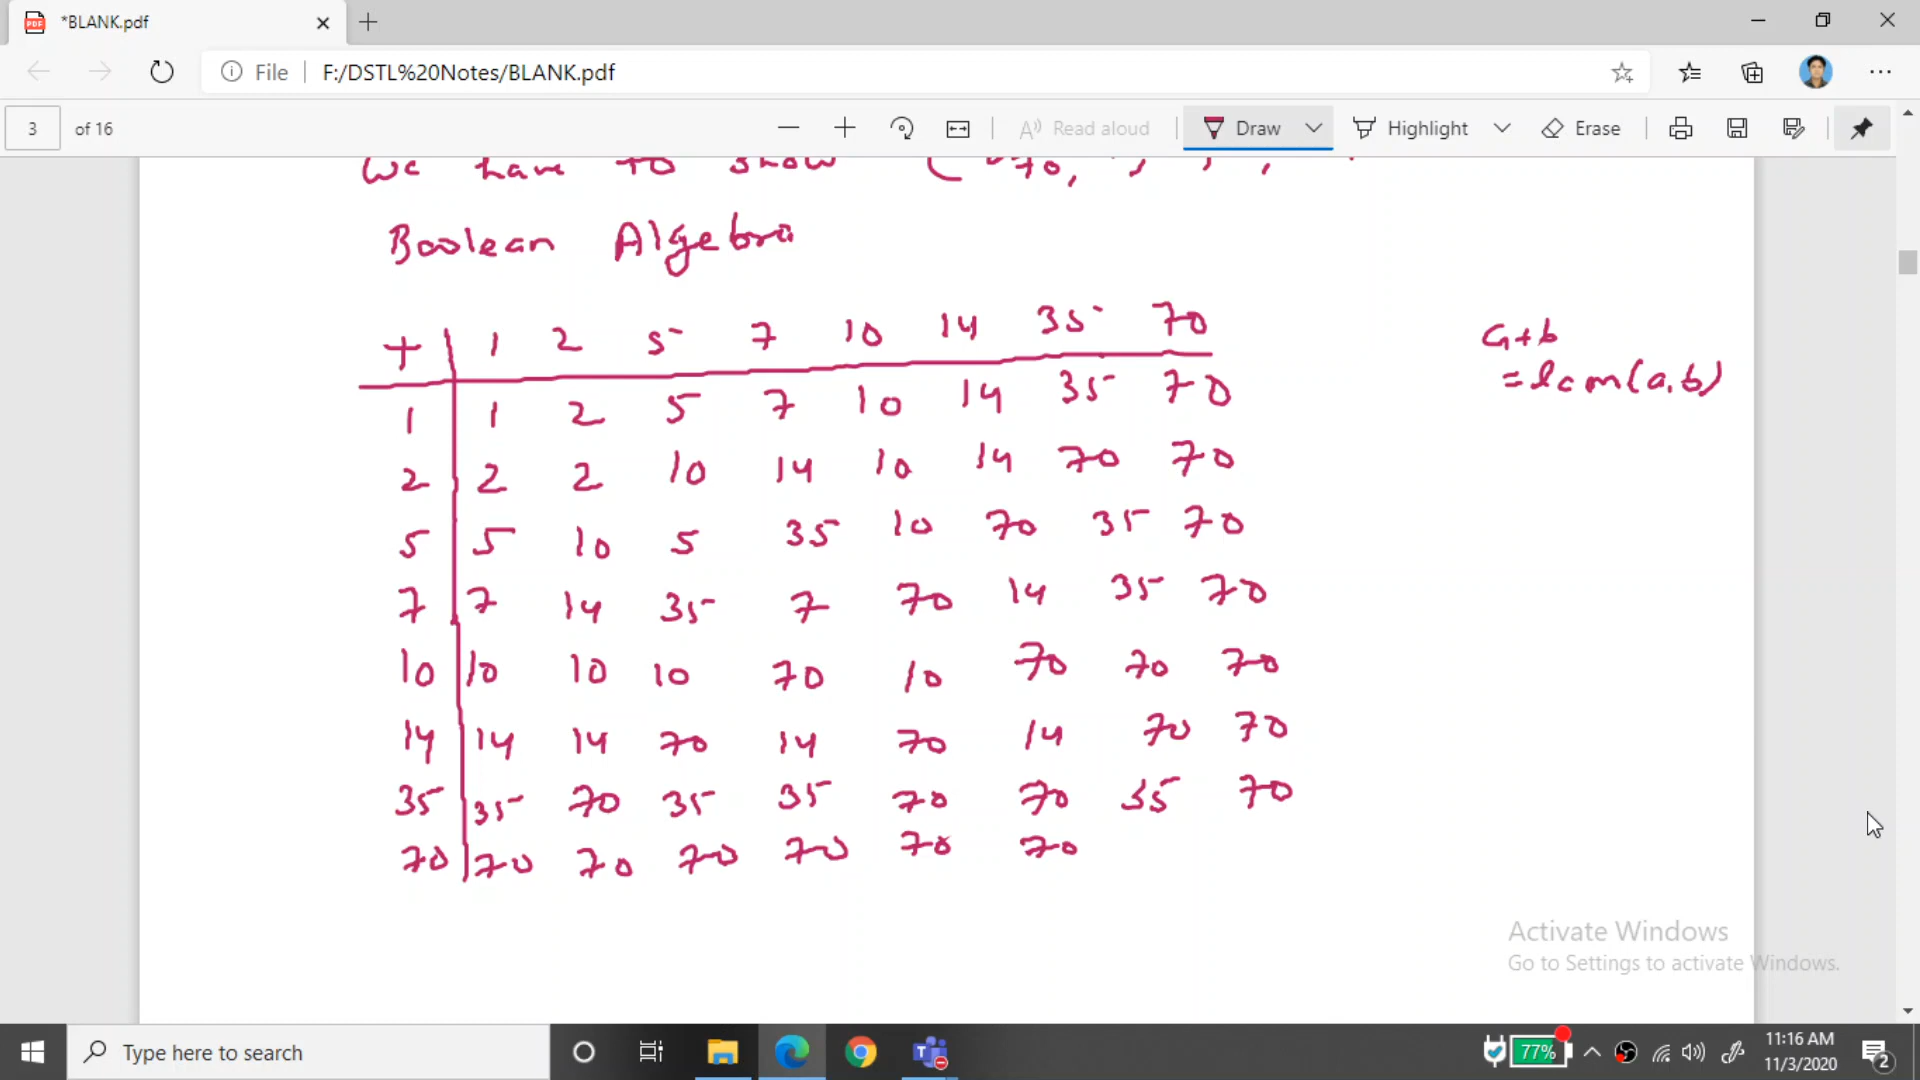 *BLANK.pdf
File F:/DSTL%20Notes/BLANK.pdf
3 of 16 Read aloud Draw Highlight Erase
We have to show ( 70, , , ,
Boolean Algebra
+ 1 2 5 7 10 14 35 70
1 1 2 5 7 10 14 35 70
2 2 2 10 14 10 14 70 70
5 5 10 5 35 10 70 35 70
7 7 14 35 7 70 14 35 70
10 10 10 10 70 10 70 70 70
14 14 14 70 14 70 14 70 70
35 35 70 35 35 70 70 35 70
70 70 70 70 70 70 70
a+b
= lcm(a,b)
Activate Windows
Go to Settings to activate Windows.
Type here to search
77%
11:16 AM
11/3/2020
2